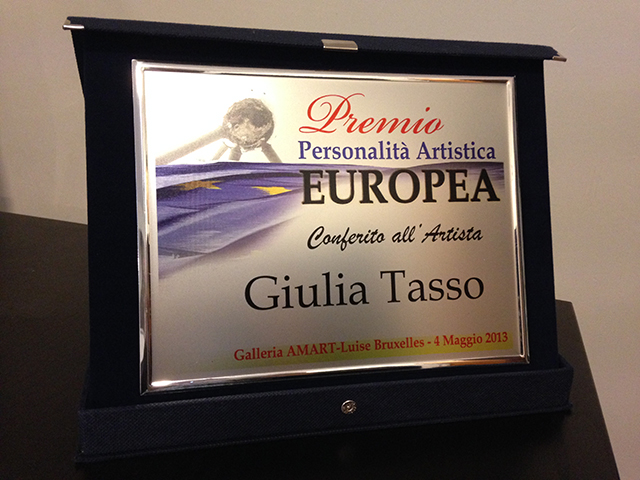 Premio
Personalità Artistica
EUROPEA
Conferito all'Artista
Giulia Tasso
Galleria AMART-Luise Bruxelles - 4 Maggio 2013